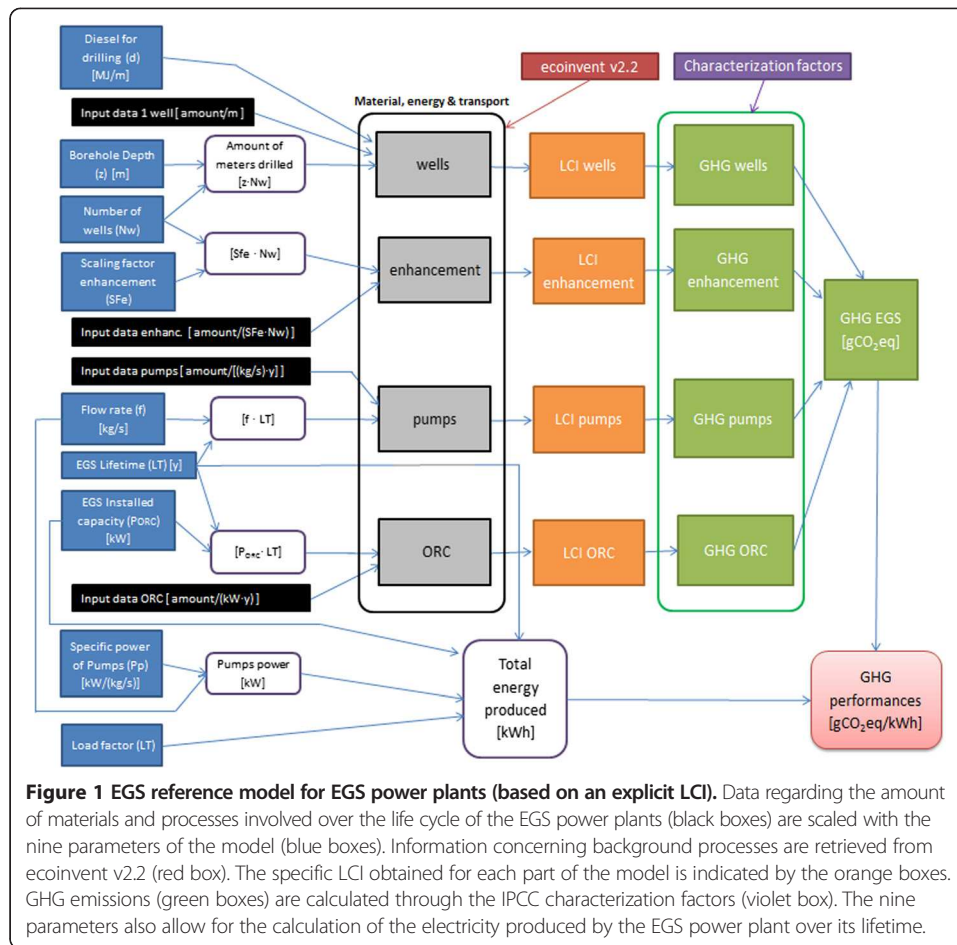 Diesel for
drilling (d)
[MJ/m]
ecoinvent v2.2
Characterization factors
Material, energy & transport
Input data 1 well [ amount/m ]
Borehole Depth
(z) [m]
Amount of
meters drilled
[z·Nw]
wells
LCI wells
GHG wells
Number of
wells (Nw)
[Sfe · Nw]
Scaling factor
enhancement
(SFe)
enhancement
LCI
enhancement
GHG
enhancement
GHG EGS
[gCO₂eq]
Input data enhanc. [ amount/(SFe·Nw) ]
Input data pumps [ amount/[(kg/s)·y] ]
Flow rate (f)
[kg/s]
[f · LT]
pumps
LCI pumps
GHG pumps
EGS Lifetime (LT) [y]
EGS Installed
capacity (PORC)
[kW]
[PORC· LT]
ORC
LCI ORC
GHG ORC
Input data ORC [ amount/(kW·y) ]
Specific power
of Pumps (Pp)
[kW/(kg/s)]
Pumps power
[kW]
Total
energy
produced
[kWh]
GHG
performances
[gCO₂eq/kWh]
Load factor (LT)
Figure 1 EGS reference model for EGS power plants (based on an explicit LCI). Data regarding the amount
of materials and processes involved over the life cycle of the EGS power plants (black boxes) are scaled with the
nine parameters of the model (blue boxes). Information concerning background processes are retrieved from
ecoinvent v2.2 (red box). The specific LCI obtained for each part of the model is indicated by the orange boxes.
GHG emissions (green boxes) are calculated through the IPCC characterization factors (violet box). The nine
parameters also allow for the calculation of the electricity produced by the EGS power plant over its lifetime.